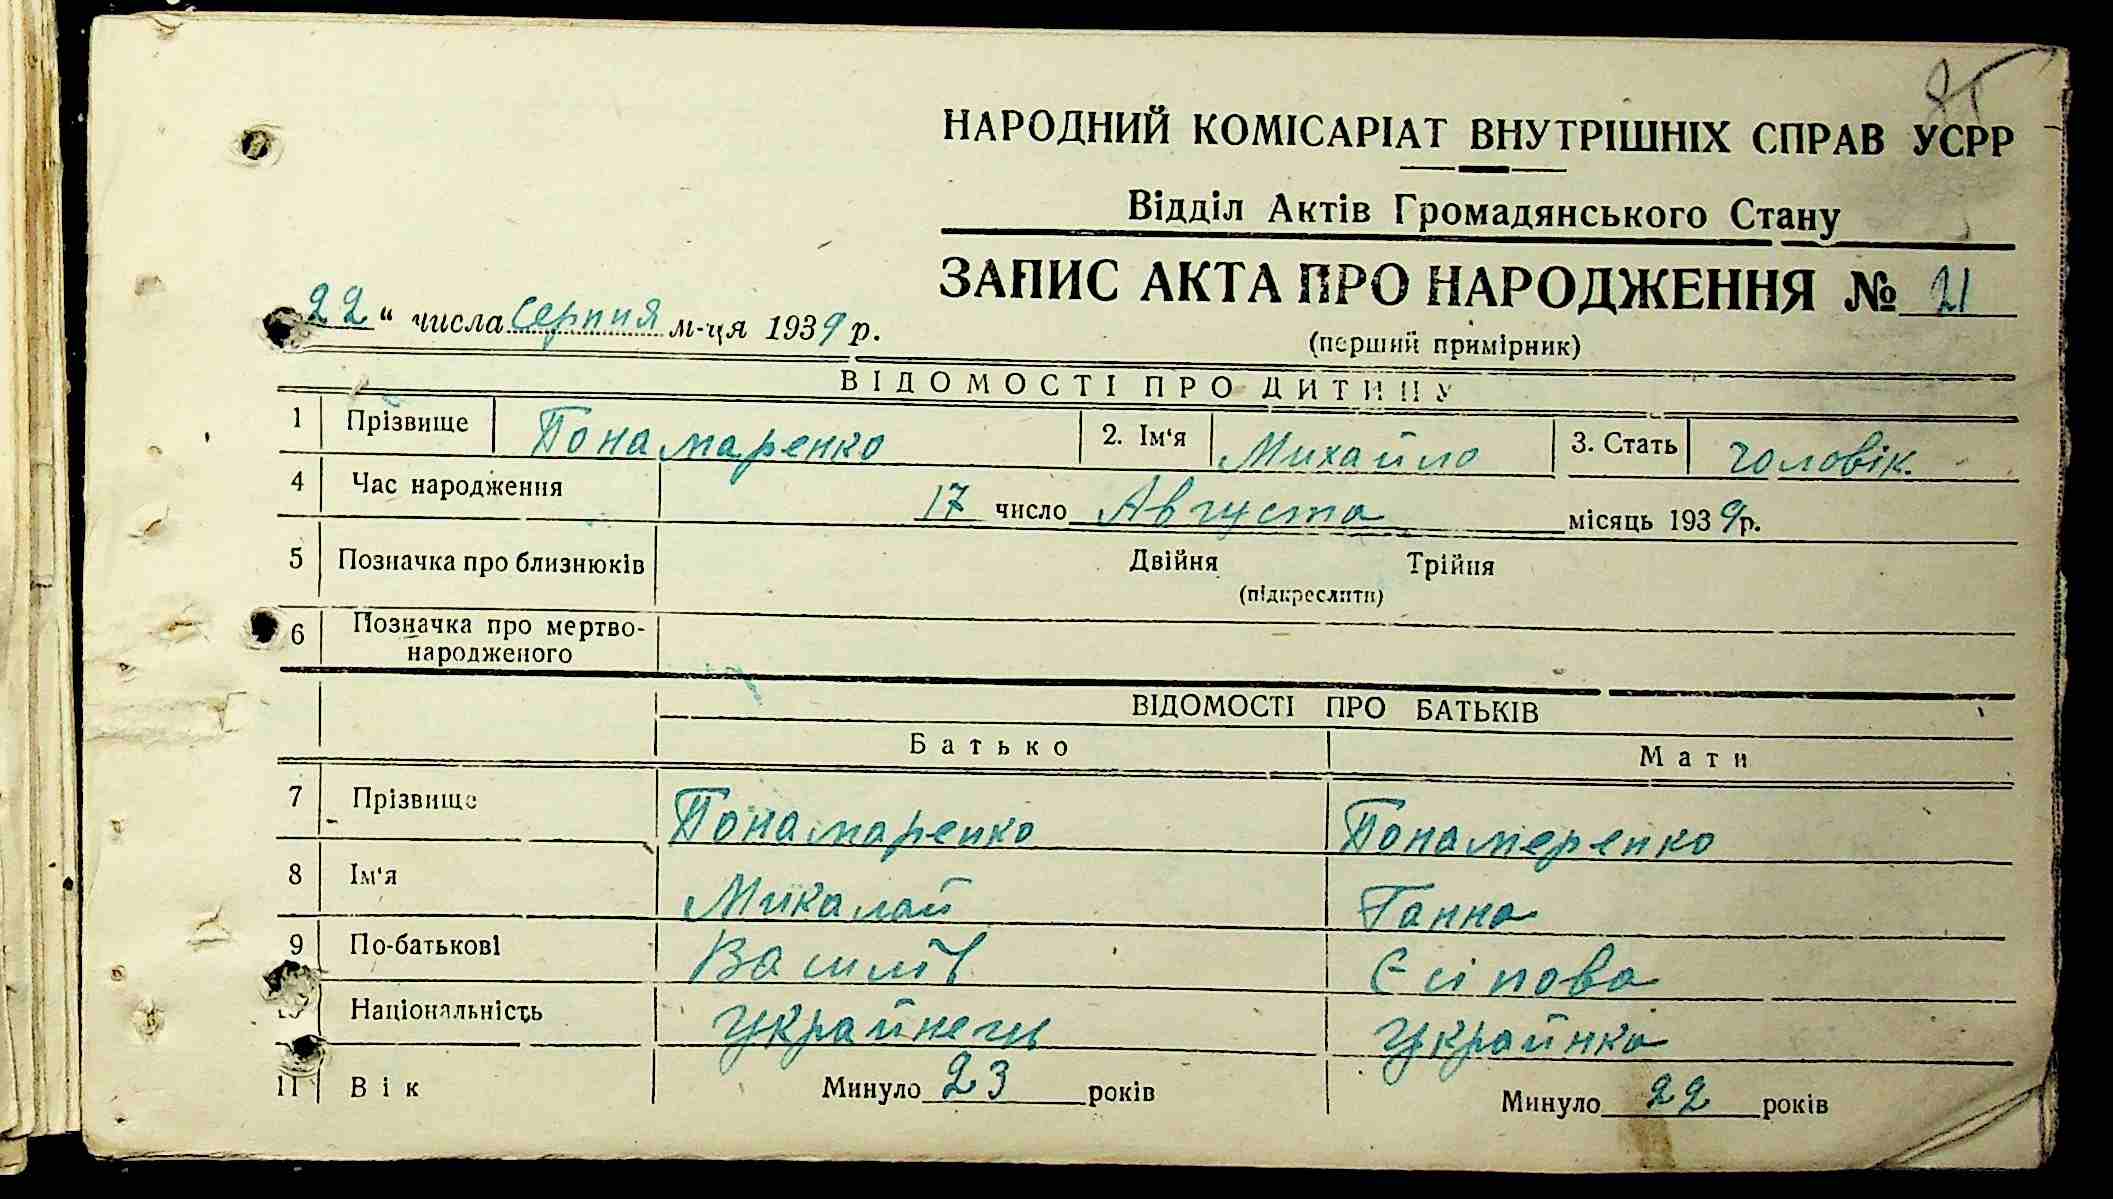 85
НАРОДНИЙ КОМІСАРІАТ ВНУТРІШНІХ СПРАВ УСРР
Відділ Актів Громадянського Стану
ЗАПИС АКТА ПРО НАРОДЖЕННЯ № 21
22 " числа серпня м-ця 1939 р.
(перший примірник)
ВІДОМОСТІ ПРО ДИТИНУ
1 Прізвище Понамаренко 2. Ім'я Михайло 3. Стать чоловік.
4 Час народження 17 число Августа місяць 1939 р.
5 Позначка про близнюків Двійня Трійня
(підкреслити)
6 Позначка про мертво-
народженого
ВІДОМОСТІ ПРО БАТЬКІВ
Батько Мати
7 Прізвище Понамаренко Понамеренко
8 Ім'я Микалай Ганна
9 По-батькові Василів Єсіпова
10 Національність українець українка
11 Вік Минуло 23 років Минуло 22 років